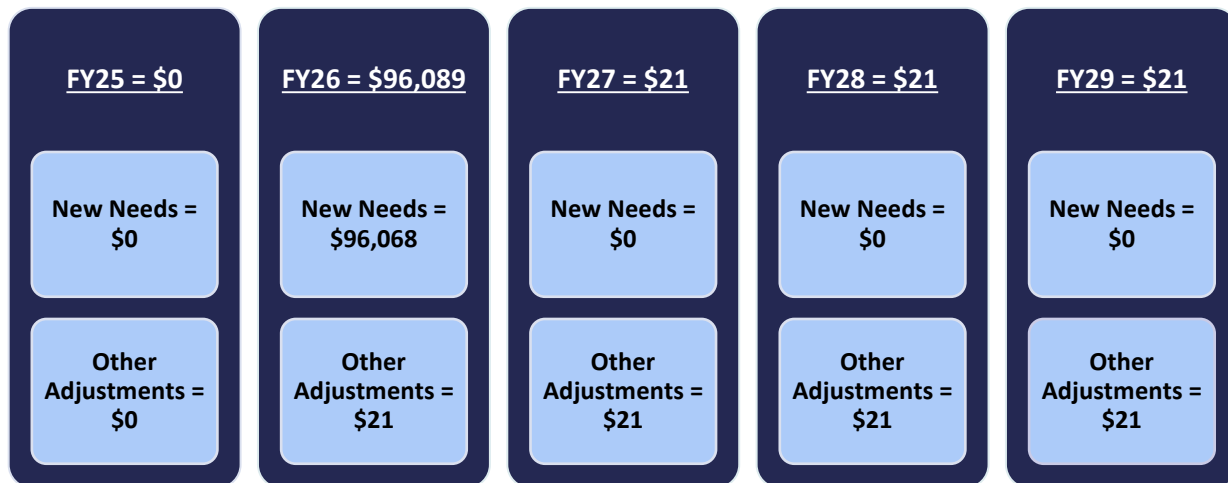 FY25 = $0
New Needs =
$0
Other
Adjustments =
$0
FY26 = $96,089
New Needs =
$96,068
Other
Adjustments =
$21
FY27 = $21
New Needs =
$0
Other
Adjustments =
$21
FY28 = $21
New Needs =
$0
Other
Adjustments =
$21
FY29 = $21
New Needs =
$0
Other
Adjustments =
$21